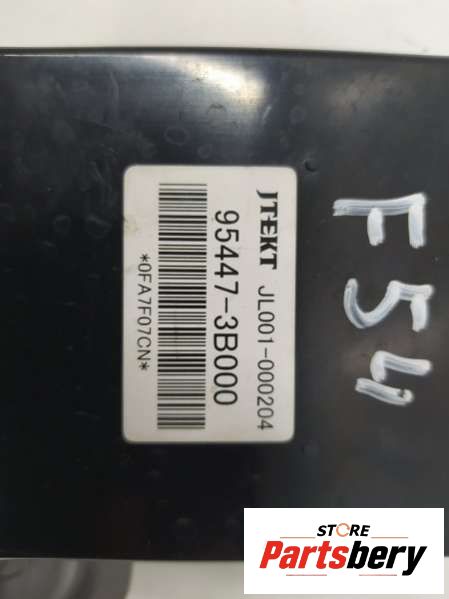 JTEKT JL001-000204
95447-3B000
*0FA7F07CN*
F54
STORE
Partsbery